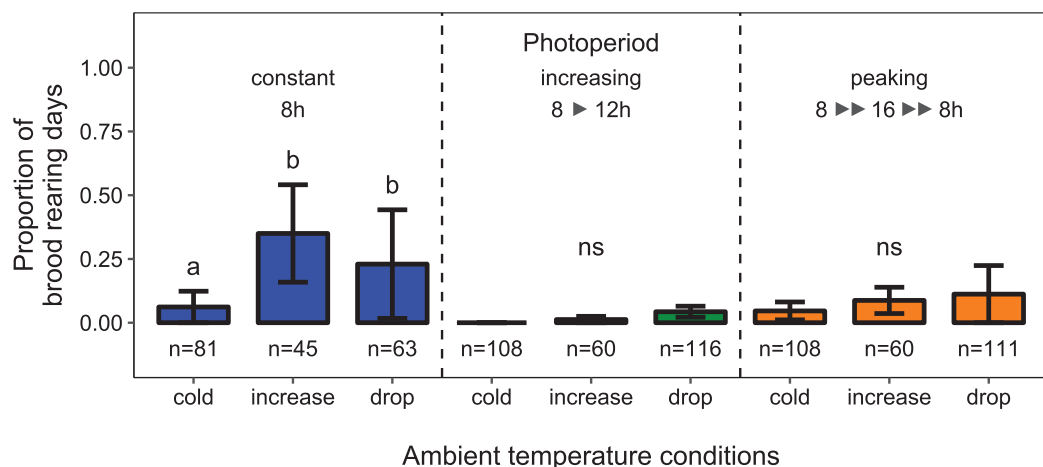 Photoperiod
constant
8h
increasing
8 ▶ 12h
peaking
8 ▶▶ 16 ▶▶ 8h
Proportion of
brood rearing days
1.00
0.75
0.50
0.25
0.00
a
b
b
ns
ns
n=81
n=45
n=63
n=108
n=60
n=116
n=108
n=60
n=111
cold
increase
drop
cold
increase
drop
cold
increase
drop
Ambient temperature conditions